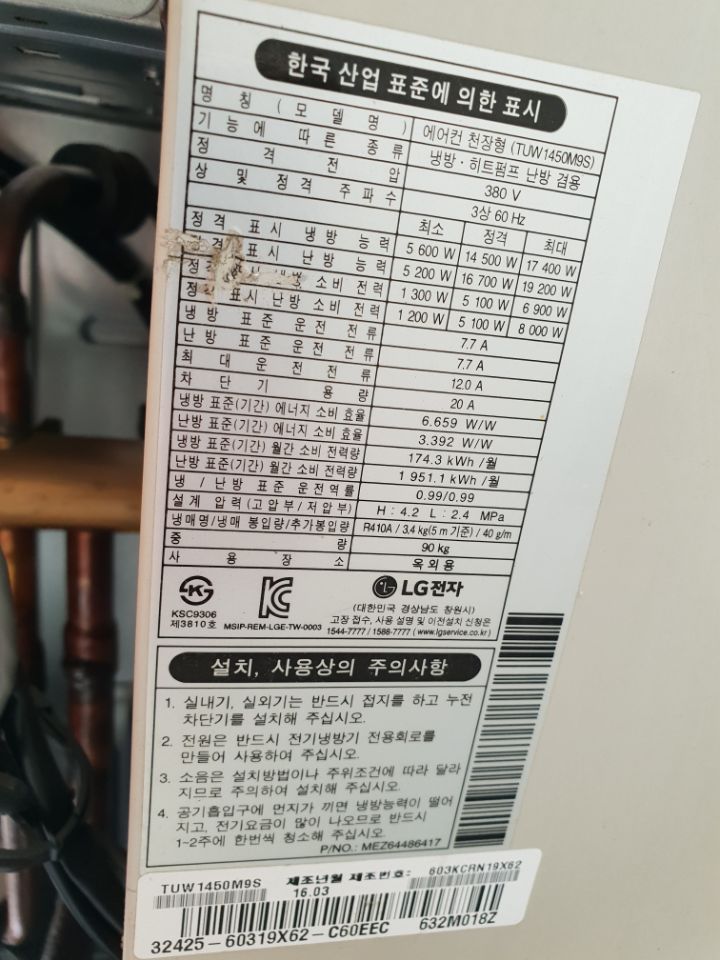 한국 산업 표준에 의한 표시
명 칭 ( 모 델 명 ) 에어컨 천장형 (TUW1450M9S)
기 능 에 따 른 종 류 냉방 · 히트펌프 난방 겸용
정 격 전 압 380 V
상 및 정 격 주 파 수 3상 60 Hz
최소 정격 최대
정 격 표 시 냉 방 능 력 5 600 W 14 500 W 17 400 W
정 격 표 시 난 방 능 력 5 200 W 16 700 W 19 200 W
정격 표시 냉방 소비 전력 1 300 W 5 100 W 6 900 W
정격 표시 난방 소비 전력 1 200 W 5 100 W 8 000 W
냉 방 표 준 운 전 전 류 7.7 A
난 방 표 준 운 전 전 류 7.7 A
최 대 운 전 전 류 12.0 A
차 단 기 용 량 20 A
냉방 표준(기간) 에너지 소비 효율 6.659 W/W
난방 표준(기간) 에너지 소비 효율 3.392 W/W
냉방 표준(기간) 월간 소비 전력량 174.3 kWh /월
난방 표준(기간) 월간 소비 전력량 1 951.1 kWh /월
냉 / 난 방 표 준 운 전 역 률 0.99/0.99
설계 압력 (고 압 부 / 저 압 부) H : 4.2 L : 2.4 MPa
냉매명/냉매 봉입량/추가봉입량 R410A / 3.4 kg(5 m 기준) / 40 g/m
중 량 90 kg
사 용 장 소 옥 외 용
KSC9306
제3810호
MSIP-REM-LGE-TW-0003
LG전자
(대한민국 경상남도 창원시)
고장 접수, 사용 설명 및 이전설치 신청은
1544-7777 / 1588-7777 ( www.lgservice.co.kr )
설치, 사용상의 주의사항
1. 실내기, 실외기는 반드시 접지를 하고 누전
차단기를 설치해 주십시오.
2. 전원은 반드시 전기냉방기 전용회로를
만들어 사용하여 주십시오.
3. 소음은 설치방법이나 주위조건에 따라 달라
지므로 주의하여 설치해 주십시오.
4. 공기흡입구에 먼지가 끼면 냉방능력이 떨어
지고, 전기요금이 많이 나오므로 반드시
1~2주에 한번씩 청소해 주십시오.
P/NO.: MEZ64486417
TUW1450M9S 제조년월 제조번호: 603KCRN19X62
16.03
32425-60319X62-C60EEC 632M018Z